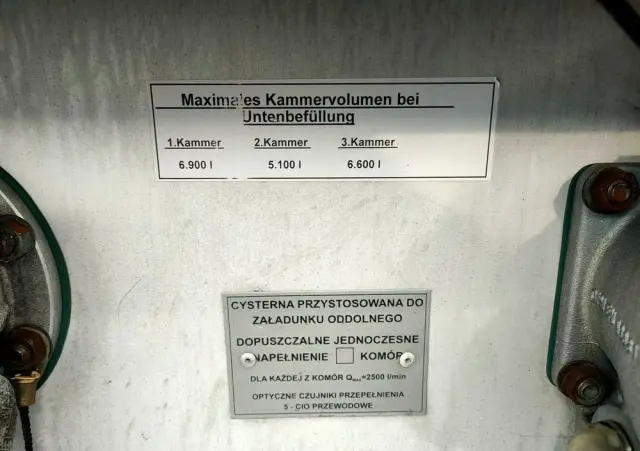 Maximales Kammervolumen bei
Untenbefüllung
1.Kammer 2.Kammer 3.Kammer
6.900 l 5.100 l 6.600 l
CYSTERNA PRZYSTOSOWANA DO
ZAŁADUNKU ODDOLNEGO
DOPUSZCZALNE JEDNOCZESNE
NAPEŁNIENIE KOMÓR
DLA KAŻDEJ Z KOMÓR Qmax=2500 l/min
OPTYCZNE CZUJNIKI PRZEPEŁNIENIA
5 - CIO PRZEWODOWE